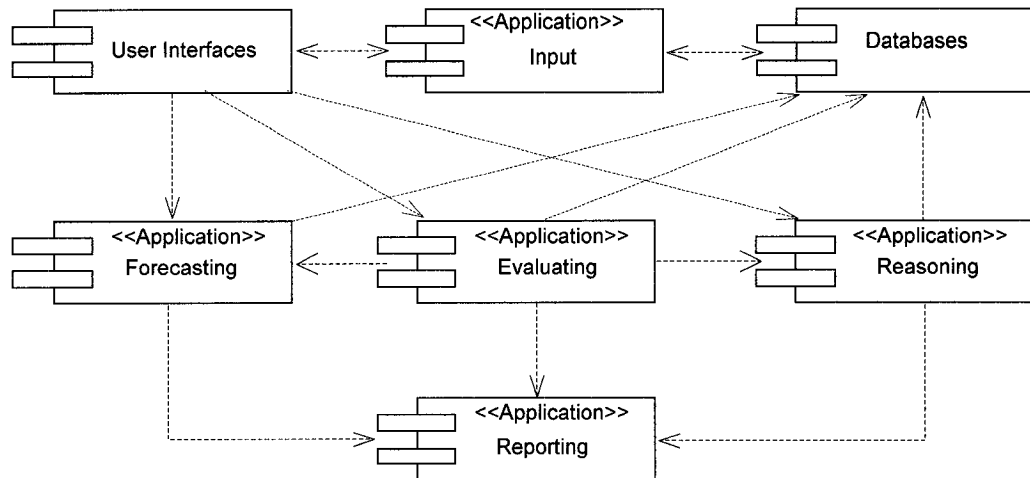 User Interfaces
<<Application>>
Input
Databases
<<Application>>
Forecasting
<<Application>>
Evaluating
<<Application>>
Reasoning
<<Application>>
Reporting